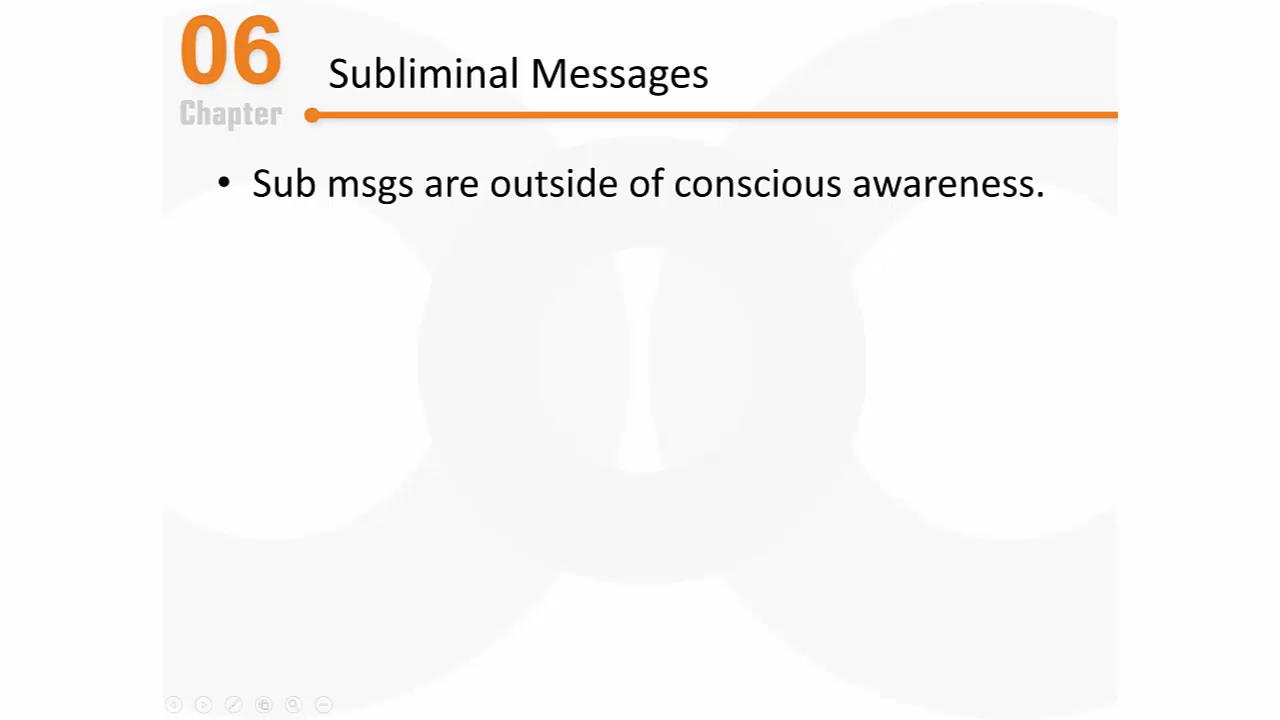 06
Chapter
Subliminal Messages
• Sub msgs are outside of conscious awareness.